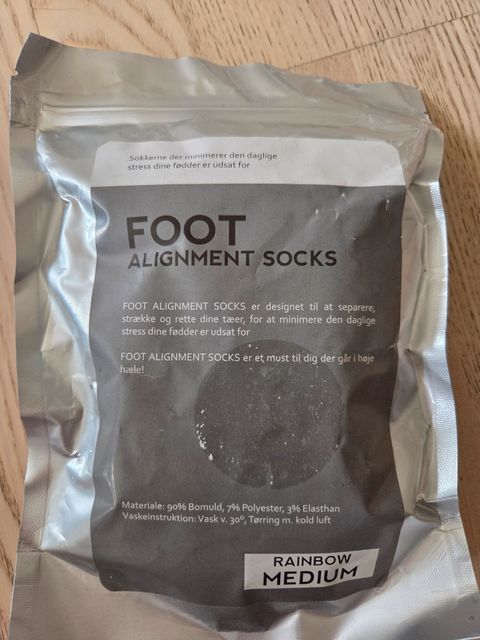 Sokkerne der minimerer den daglige
stress dine fødder er udsat for
FOOT
ALIGNMENT SOCKS
FOOT ALIGNMENT SOCKS er designet til at separere,
strække og rette dine tæer, for at minimere den daglige
stress dine fødder er udsat for
FOOT ALIGNMENT SOCKS er et must til dig der går i høje
hæle!
Materiale: 90% Bomuld, 7% Polyester, 3% Elasthan
Vaskeinstruktion: Vask v. 30°, Tørring m. kold luft
RAINBOW
MEDIUM